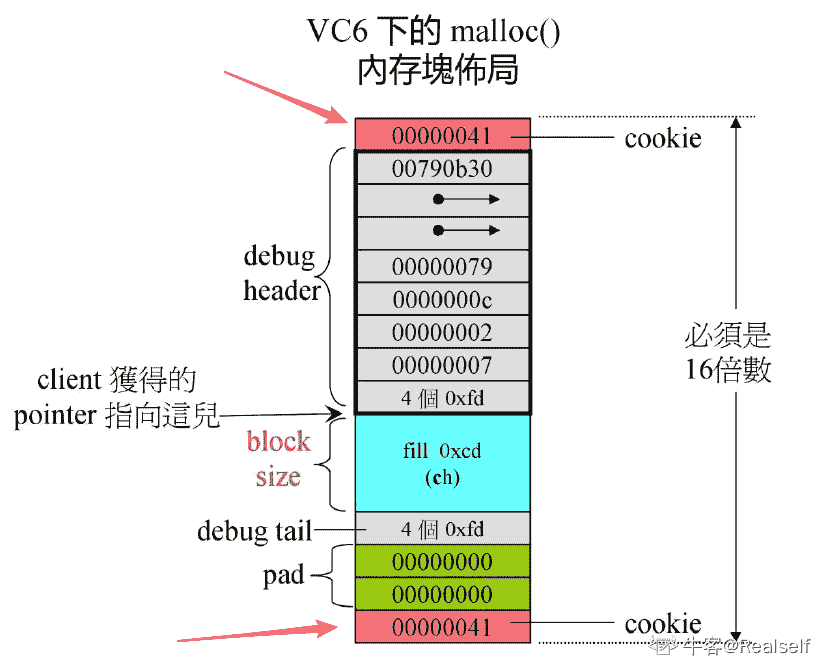 VC6 下的 malloc()
內存塊佈局
00000041
cookie
00790b30
debug
header
00000079
0000000c
00000002
00000007
4 個 0xfd
client 獲得的
pointer 指向這兒
block
size
fill 0xcd
(ch)
debug tail
4 個 0xfd
pad
00000000
00000000
00000041
cookie
必須是
16倍數
牛客@Realself